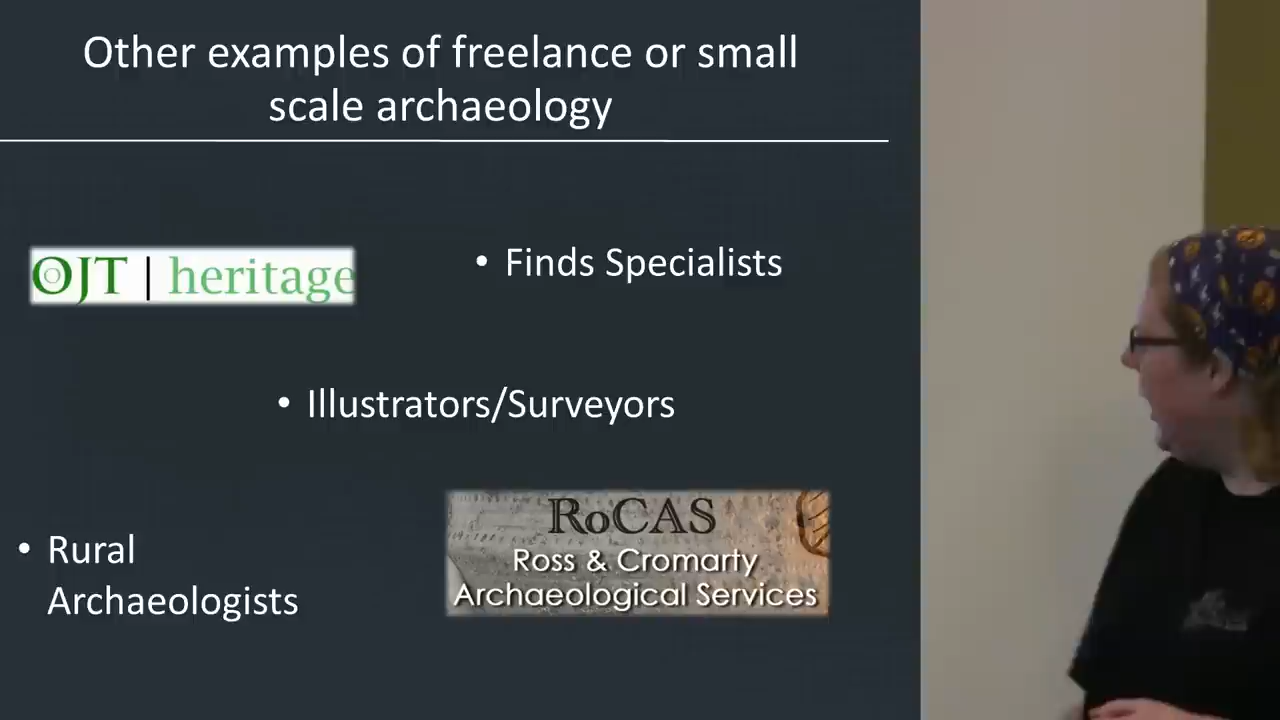 Other examples of freelance or small
scale archaeology
OJT | heritage
• Finds Specialists
• Illustrators/Surveyors
• Rural
Archaeologists
RoCAS
Ross & Cromarty
Archaeological Services